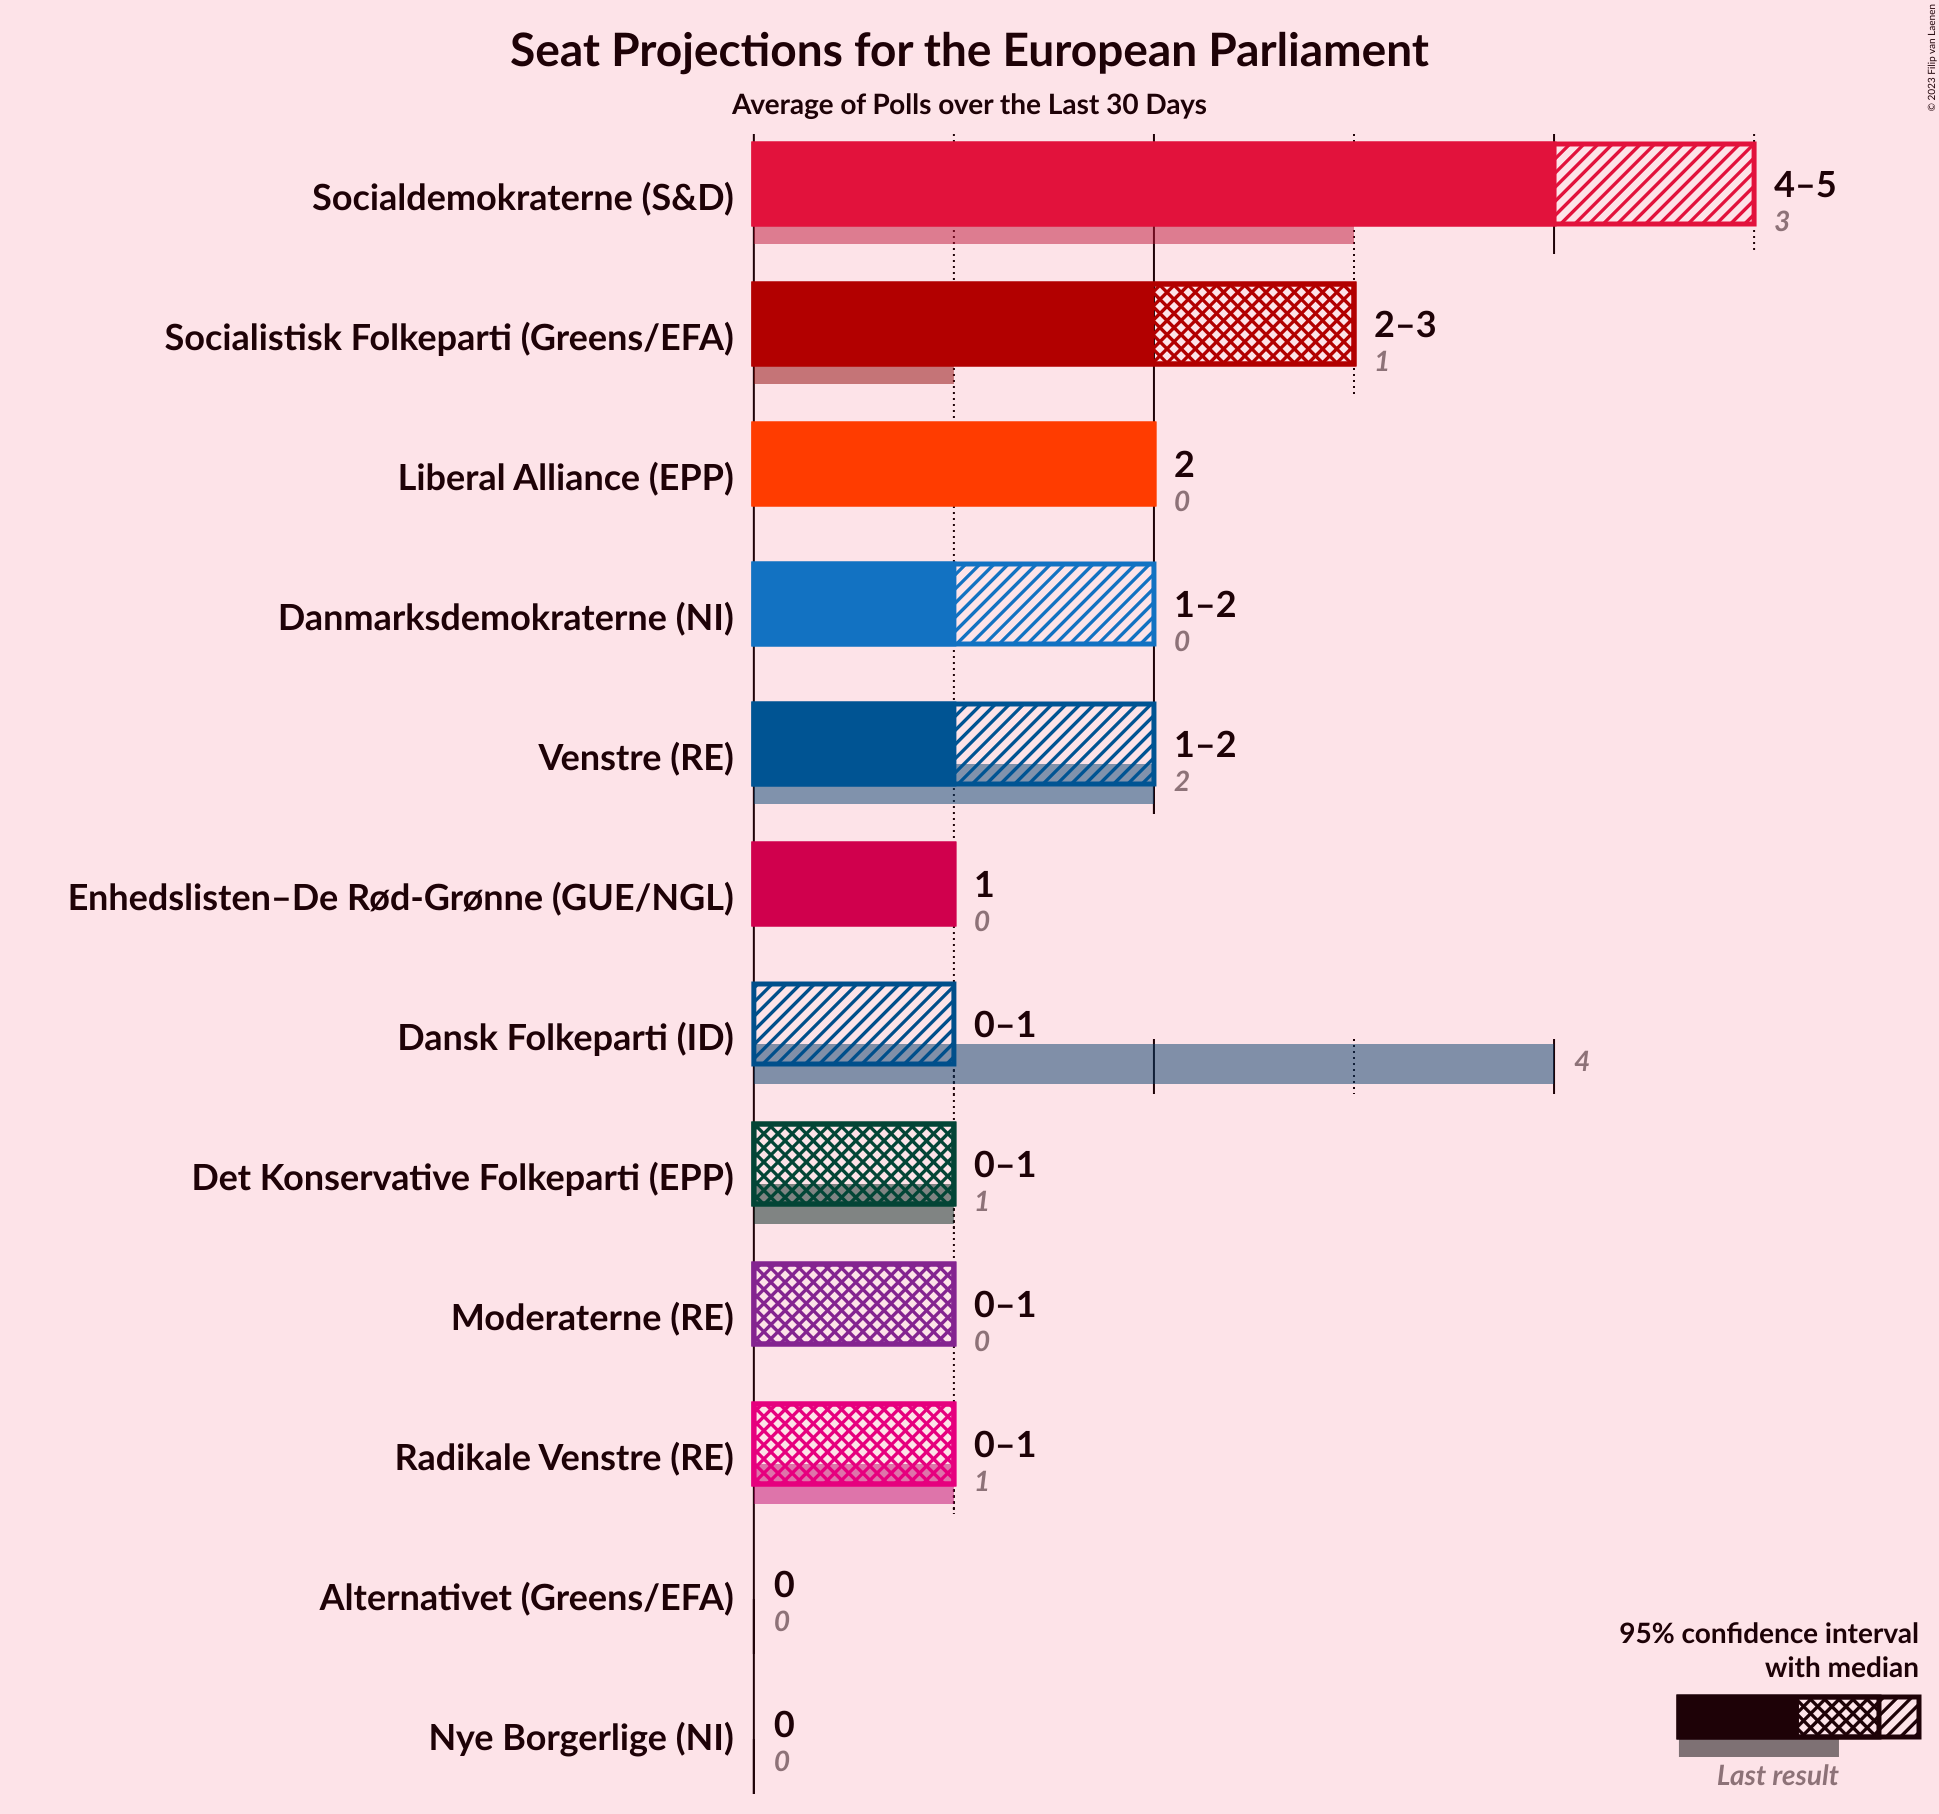 Seat Projections for the European Parliament
Average of Polls over the Last 30 Days
© 2023 Filip van Laenen
Socialdemokraterne (S&D)
4–5
3
Socialistisk Folkeparti (Greens/EFA)
2–3
1
Liberal Alliance (EPP)
2
0
Danmarksdemokraterne (NI)
1–2
0
Venstre (RE)
1–2
2
Enhedslisten–De Rød-Grønne (GUE/NGL)
1
0
Dansk Folkeparti (ID)
0–1
4
Det Konservative Folkeparti (EPP)
0–1
1
Moderaterne (RE)
0–1
0
Radikale Venstre (RE)
0–1
1
Alternativet (Greens/EFA)
0
0
Nye Borgerlige (NI)
0
0
95% confidence interval
with median
Last result